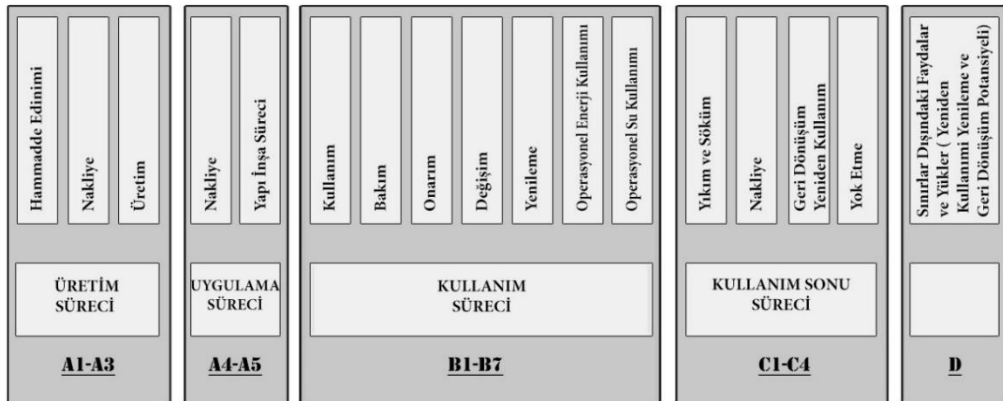 Hammadde Edinimi
Nakliye
Üretim
Nakliye
Yapı İnşa Süreci
Kullanım
Bakım
Onarım
Değişim
Yenileme
Operasyonel Enerji Kullanımı
Operasyonel Su Kullanımı
Yıkım ve Söküm
Nakliye
Geri Dönüşüm
Yeniden Kullanım
Yok Etme
Sınırlar Dışındaki Faydalar
ve Yükler ( Yeniden
Kullanımi Yenileme ve
Geri Dönüşüm Potansiyeli)
ÜRETİM
SÜRECİ
UYGULAMA
SÜRECİ
KULLANIM
SÜRECİ
KULLANIM SONU
SÜRECİ
A1-A3
A4-A5
B1-B7
C1-C4
D